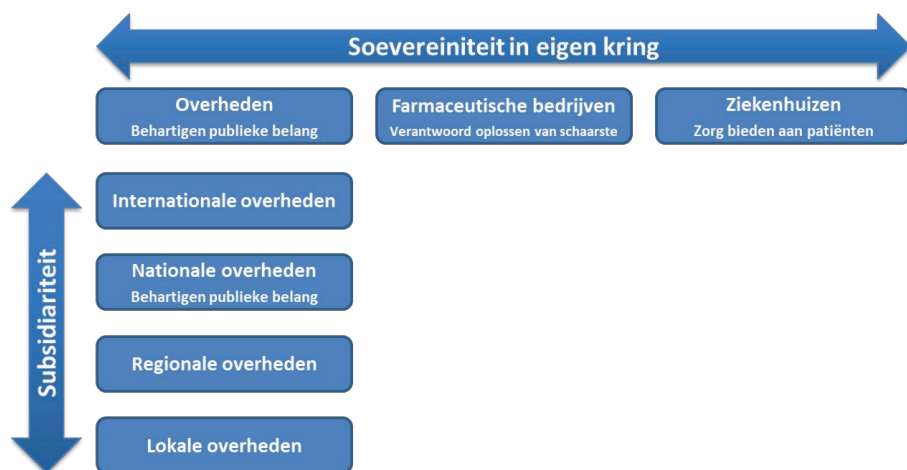 Soevereiniteit in eigen kring
Overheden
Behartigen publieke belang
Farmaceutische bedrijven
Verantwoord oplossen van schaarste
Ziekenhuizen
Zorg bieden aan patiënten
Subsidiariteit
Internationale overheden
Nationale overheden
Behartigen publieke belang
Regionale overheden
Lokale overheden